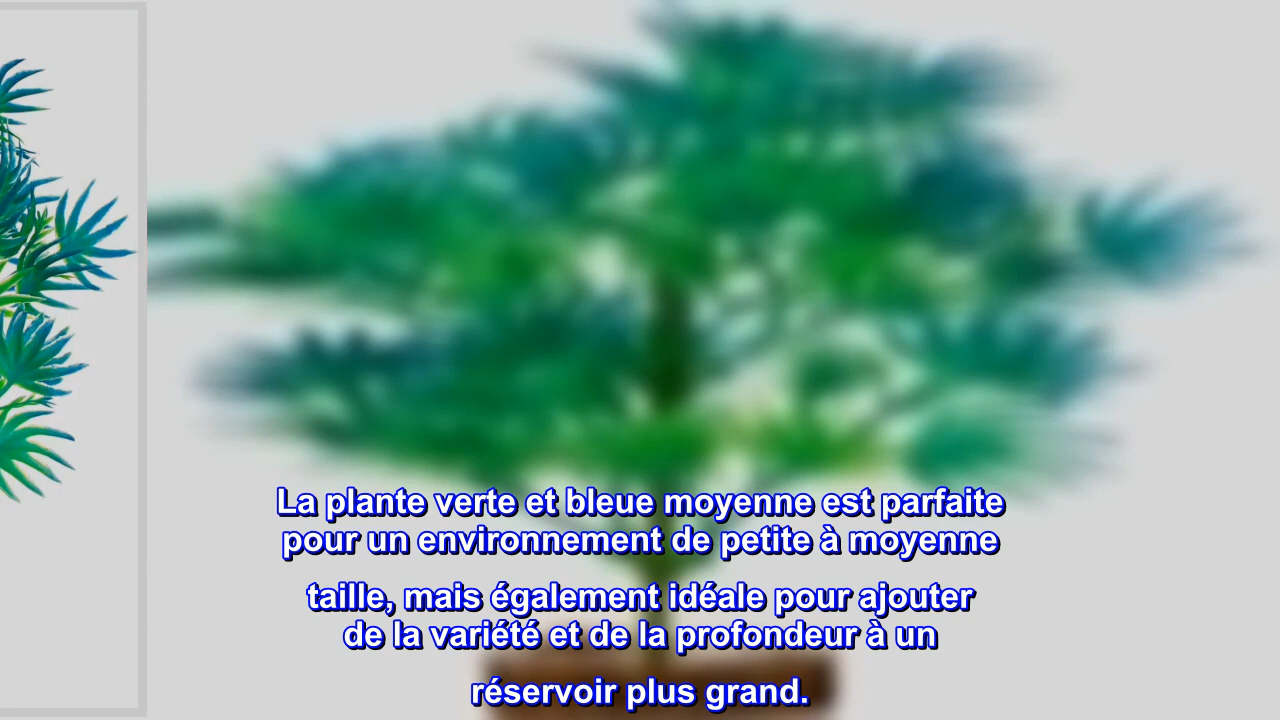 La plante verte et bleue moyenne est parfaite
pour un environnement de petite à moyenne
taille, mais également idéale pour ajouter
de la variété et de la profondeur à un
réservoir plus grand.